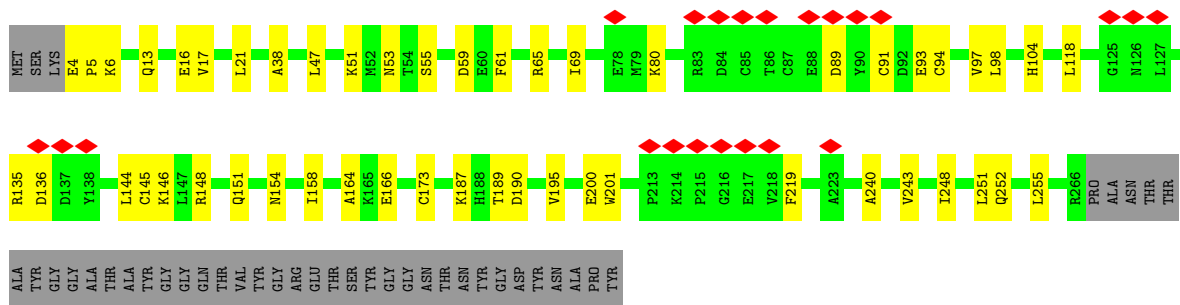 MET SER LYS E4 P5 K6 Q13 E16 V17 L21 A38 L47 K51 M52 N53 T54 S55 D59 E60 F61 R65 I69 E78 M79 K80 R83 D84 C85 T86 C87 E88 D89 Y90 C91 D92 E93 C94 V97 L98 H104 L118 G125 N126 L127
R135 D136 D137 Y138 L144 C145 K146 L147 R148 Q151 N154 I158 A164 K165 E166 C173 K187 H188 T189 D190 V195 E200 W201 P213 K214 P215 G216 E217 V218 F219 A223 A240 V243 I248 L251 Q252 L255 R266 PRO ALA ASN THR THR
ALA TYR GLY GLY ALA THR ALA TYR GLY GLY GLN THR VAL TYR GLY ARG GLU THR SER TYR GLY GLY ASN THR ASN TYR GLY ASP TYR ASN ALA PRO TYR